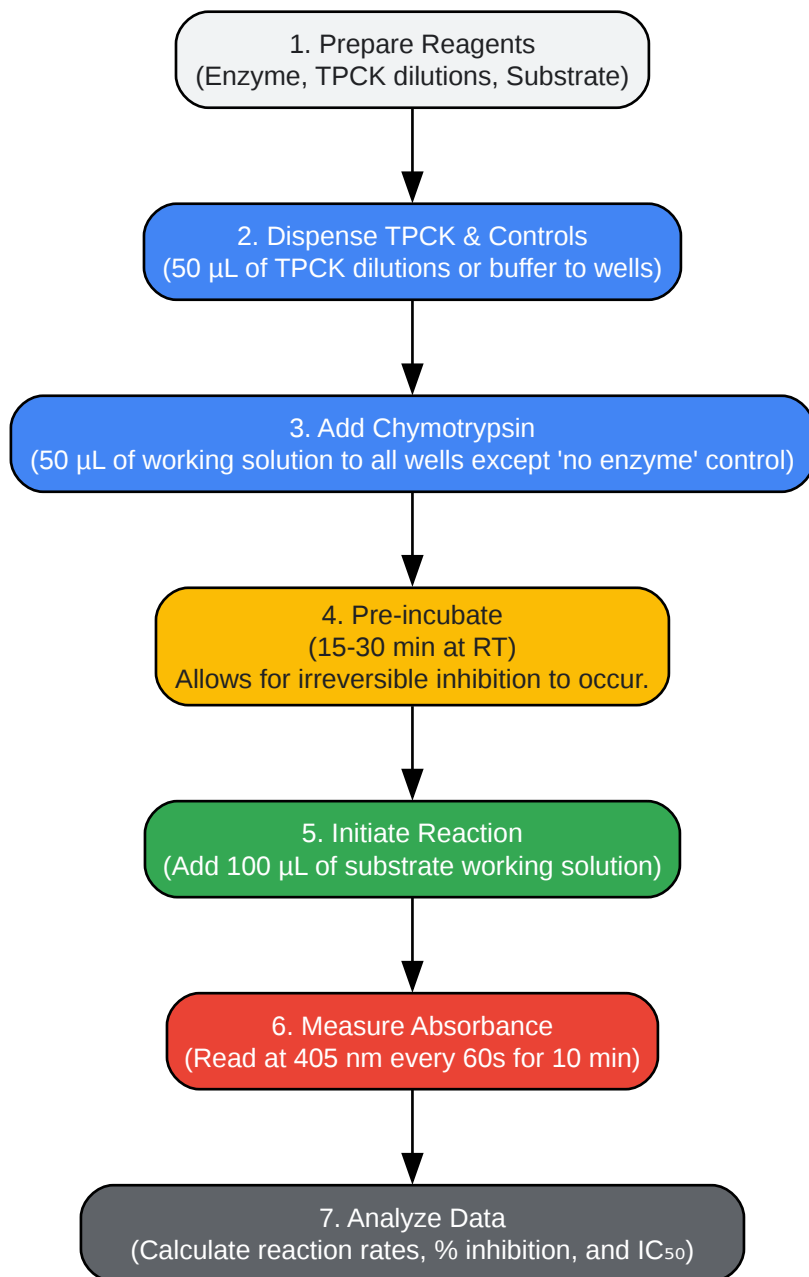 1. Prepare Reagents
(Enzyme, TPCK dilutions, Substrate)
2. Dispense TPCK & Controls
(50 µL of TPCK dilutions or buffer to wells)
3. Add Chymotrypsin
(50 µL of working solution to all wells except 'no enzyme' control)
4. Pre-incubate
(15-30 min at RT)
Allows for irreversible inhibition to occur.
5. Initiate Reaction
(Add 100 µL of substrate working solution)
6. Measure Absorbance
(Read at 405 nm every 60s for 10 min)
7. Analyze Data
(Calculate reaction rates, % inhibition, and IC₅₀)